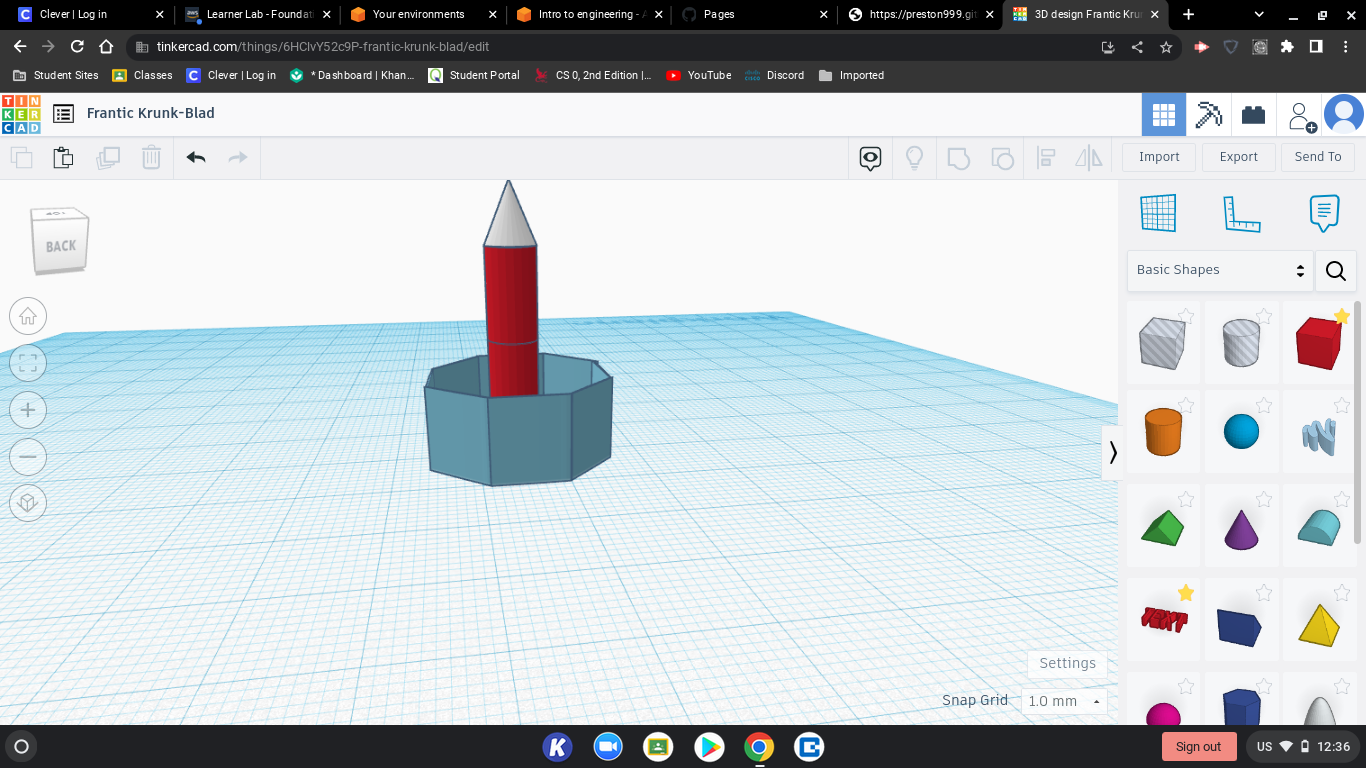 Clever | Log in
Learner Lab - Foundati
Your environments
Intro to engineering - A
Pages
https://preston999.git
3D design Frantic Krun
tinkercad.com/things/6HClvY52c9P-frantic-krunk-blad/edit
Student Sites
Classes
Clever | Log in
* Dashboard | Khan...
Student Portal
CS 0, 2nd Edition |...
YouTube
Discord
Imported
TIN
KER
CAD
Frantic Krunk-Blad
Import
Export
Send To
BACK
Basic Shapes
TEXT
Settings
Snap Grid
1.0 mm
Sign out
US
12:36